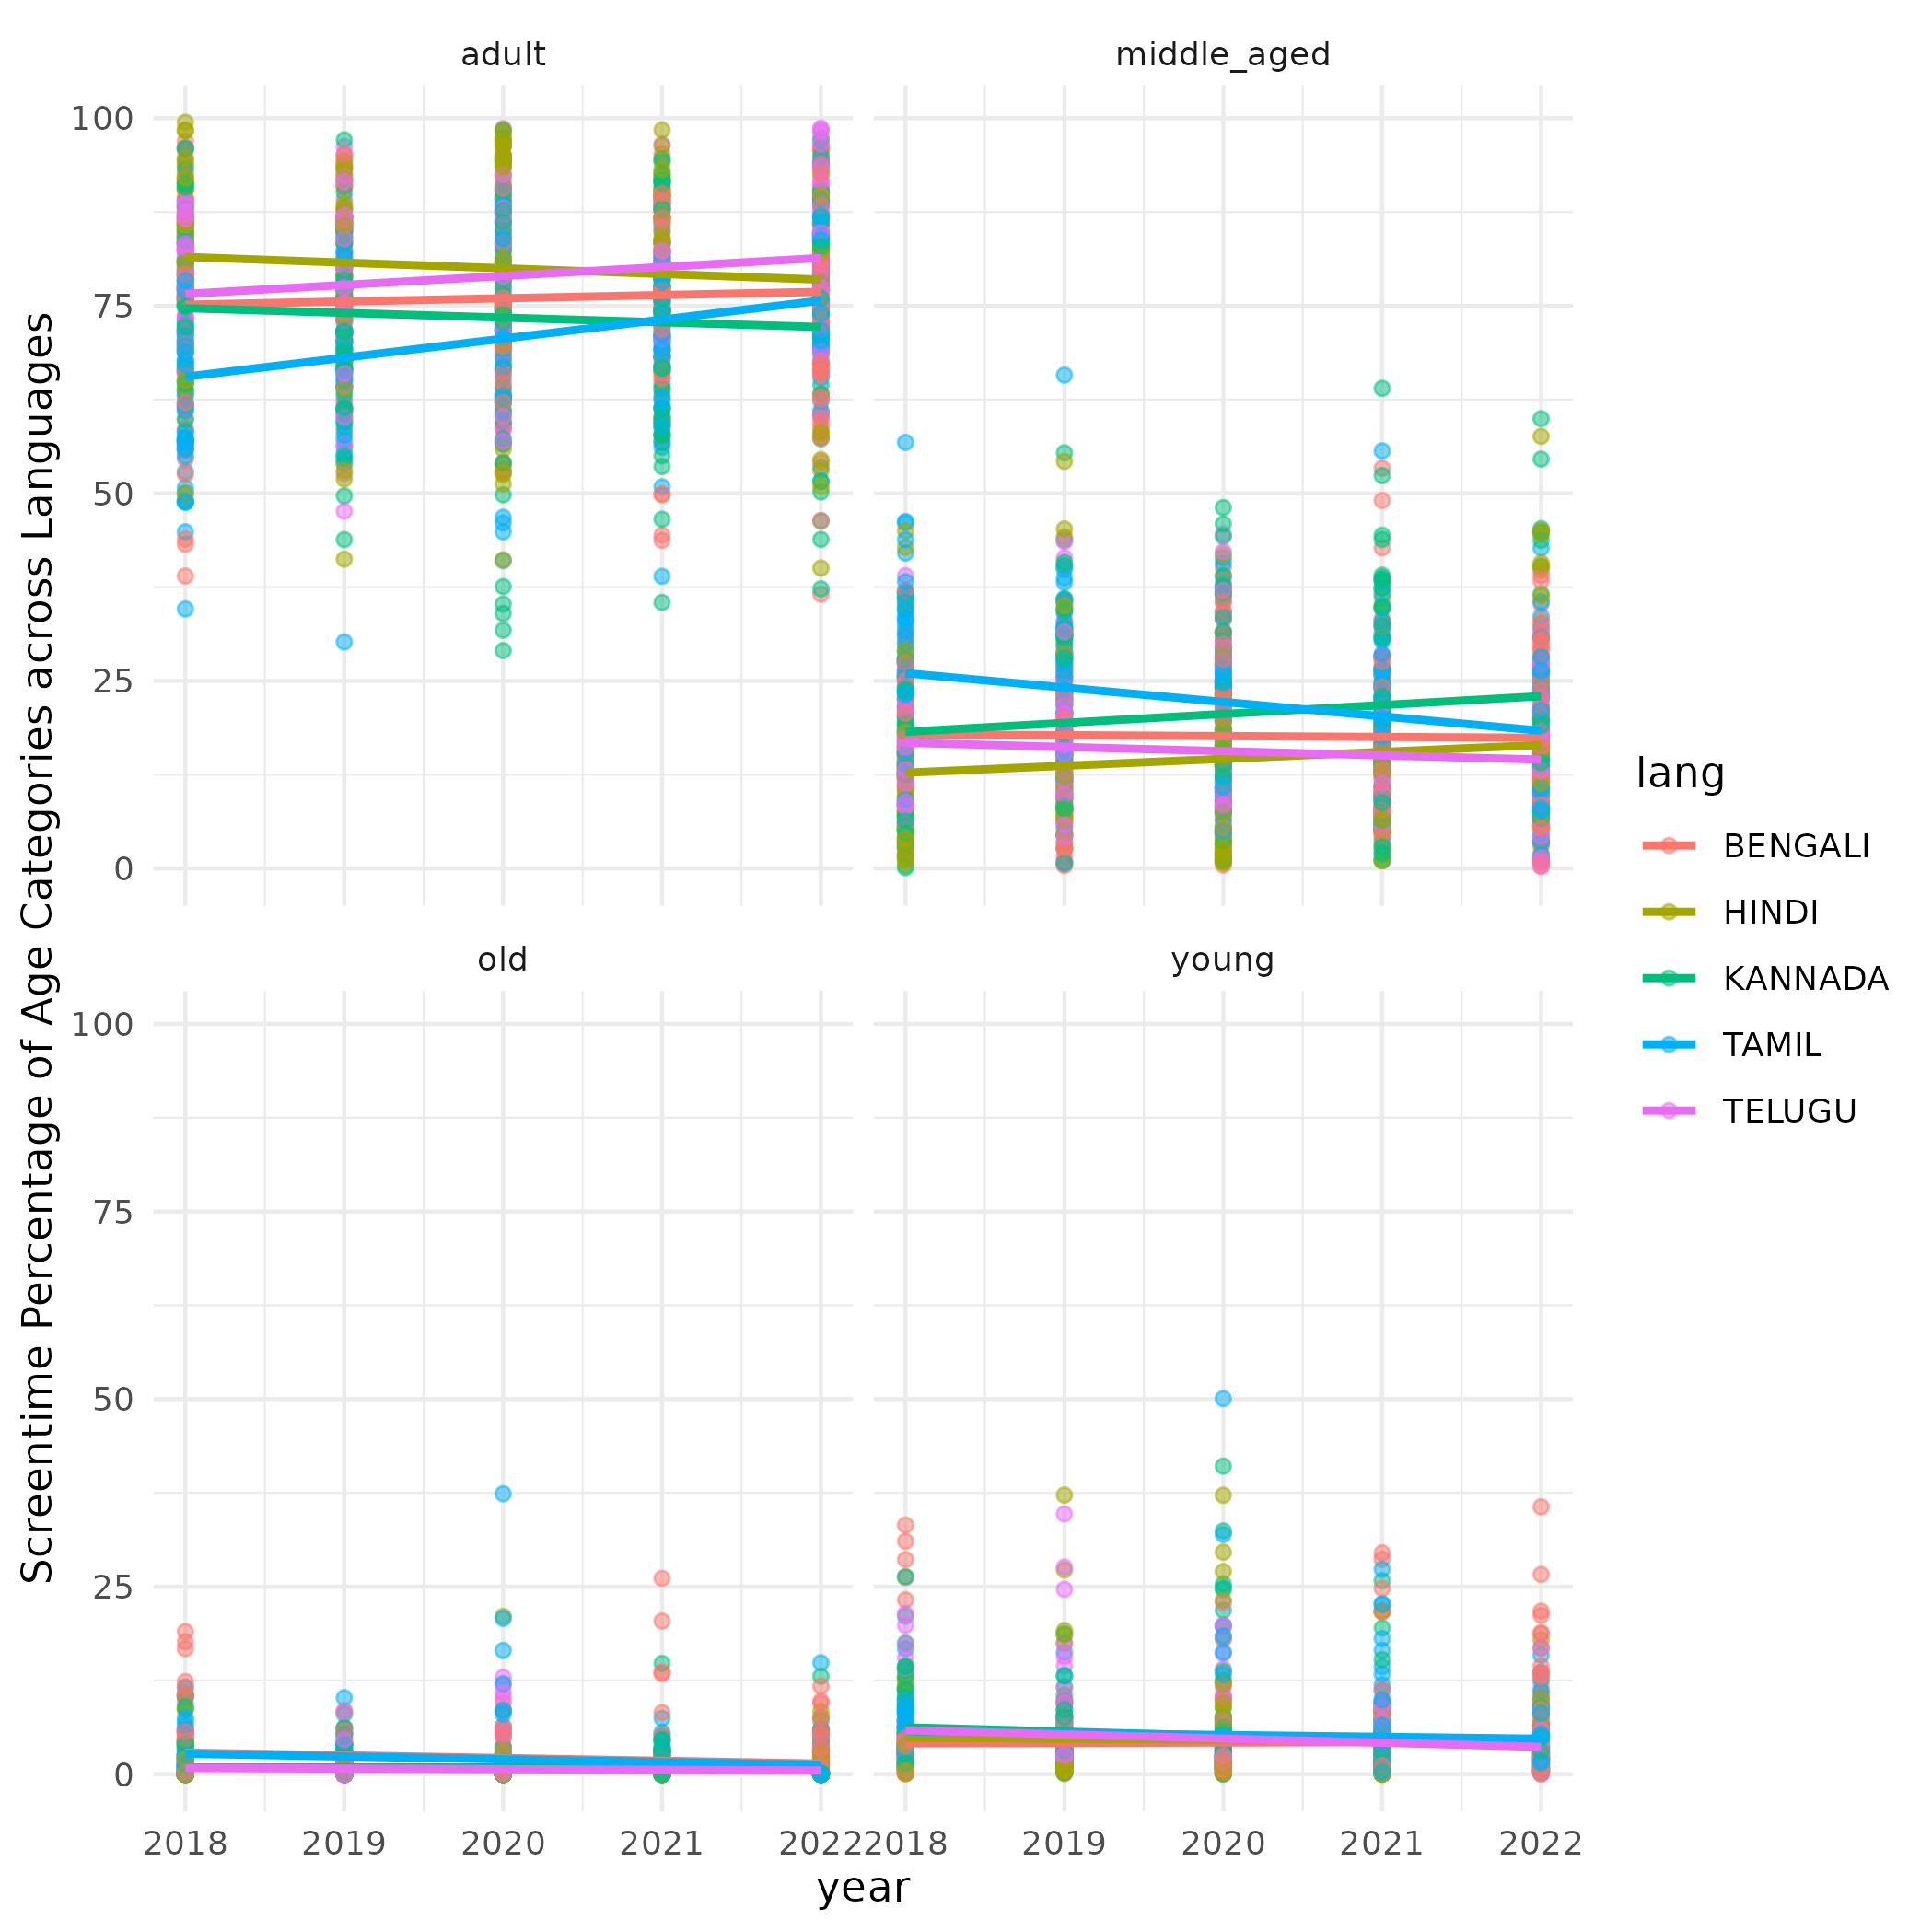 adult
middle_aged
100
75
50
25
0
old
young
100
75
50
25
0
2018
2019
2020
2021
2022
2018
2019
2020
2021
2022
year
Screentime Percentage of Age Categories across Languages
lang
BENGALI
HINDI
KANNADA
TAMIL
TELUGU